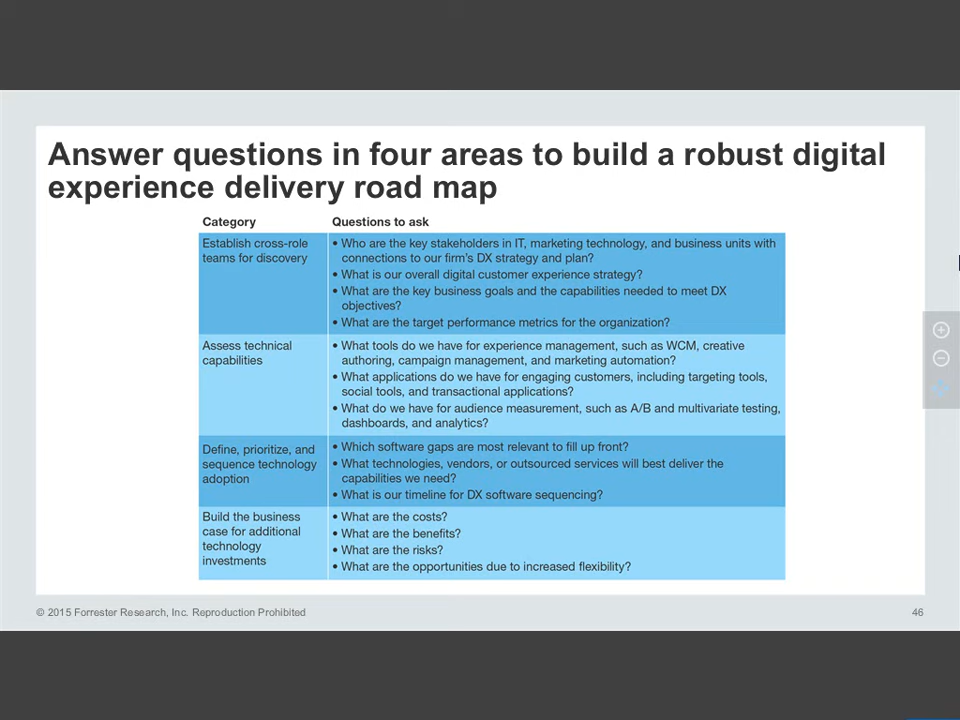 Answer questions in four areas to build a robust digital
experience delivery road map
Category
Questions to ask
Establish cross-role
teams for discovery
• Who are the key stakeholders in IT, marketing technology, and business units with
connections to our firm's DX strategy and plan?
• What is our overall digital customer experience strategy?
• What are the key business goals and the capabilities needed to meet DX
objectives?
• What are the target performance metrics for the organization?
Assess technical
capabilities
• What tools do we have for experience management, such as WCM, creative
authoring, campaign management, and marketing automation?
• What applications do we have for engaging customers, including targeting tools,
social tools, and transactional applications?
• What do we have for audience measurement, such as A/B and multivariate testing,
dashboards, and analytics?
Define, prioritize, and
sequence technology
adoption
• Which software gaps are most relevant to fill up front?
• What technologies, vendors, or outsourced services will best deliver the
capabilities we need?
• What is our timeline for DX software sequencing?
Build the business
case for additional
technology
investments
• What are the costs?
• What are the benefits?
• What are the risks?
• What are the opportunities due to increased flexibility?
© 2015 Forrester Research, Inc. Reproduction Prohibited
46